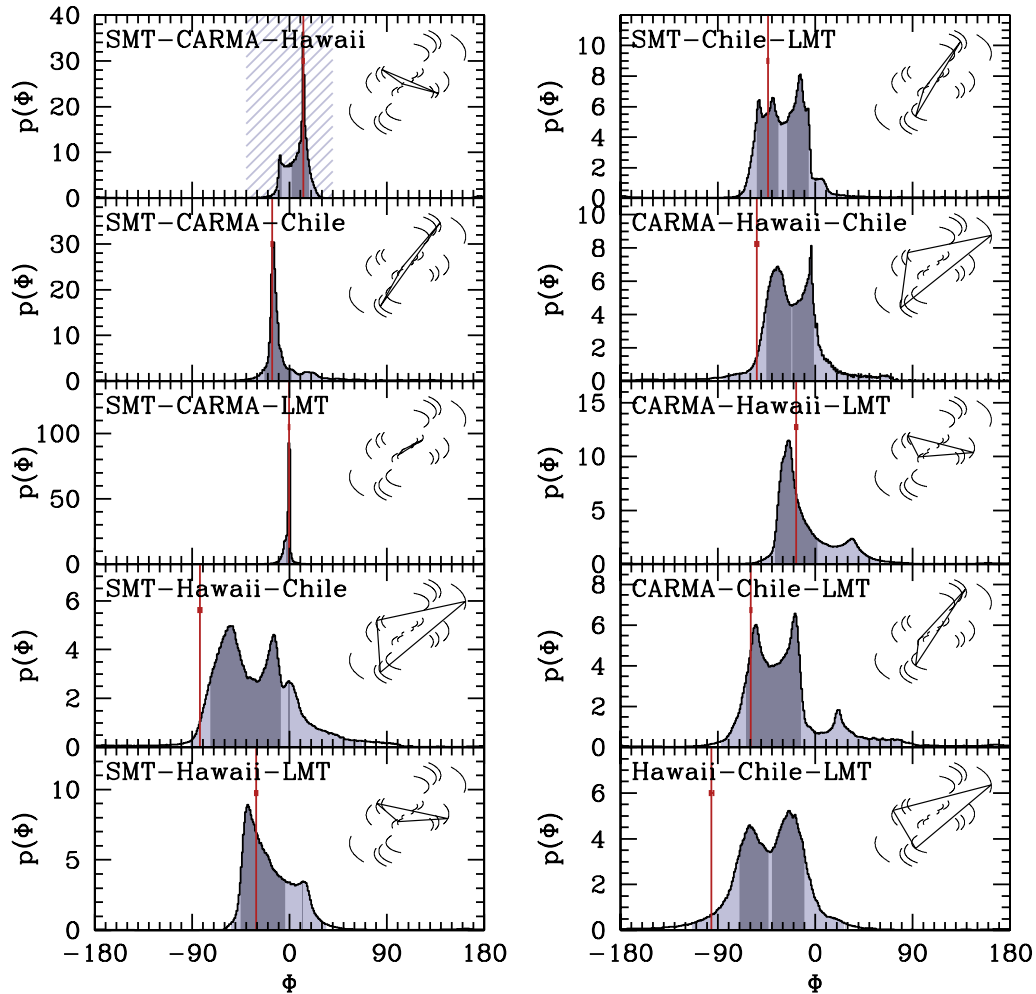 SMT-CARMA-Hawaii
40
30
20
10
0
p(Φ)
SMT-CARMA-Chile
30
20
10
0
p(Φ)
SMT-CARMA-LMT
100
50
0
p(Φ)
SMT-Hawaii-Chile
6
4
2
0
p(Φ)
SMT-Hawaii-LMT
10
5
0
p(Φ)
-180 -90 0 90 180
Φ
SMT-Chile-LMT
10
8
6
4
2
0
p(Φ)
CARMA-Hawaii-Chile
10
8
6
4
2
0
p(Φ)
CARMA-Hawaii-LMT
15
10
5
0
p(Φ)
CARMA-Chile-LMT
8
6
4
2
0
p(Φ)
Hawaii-Chile-LMT
6
4
2
0
p(Φ)
-180 -90 0 90 180
Φ